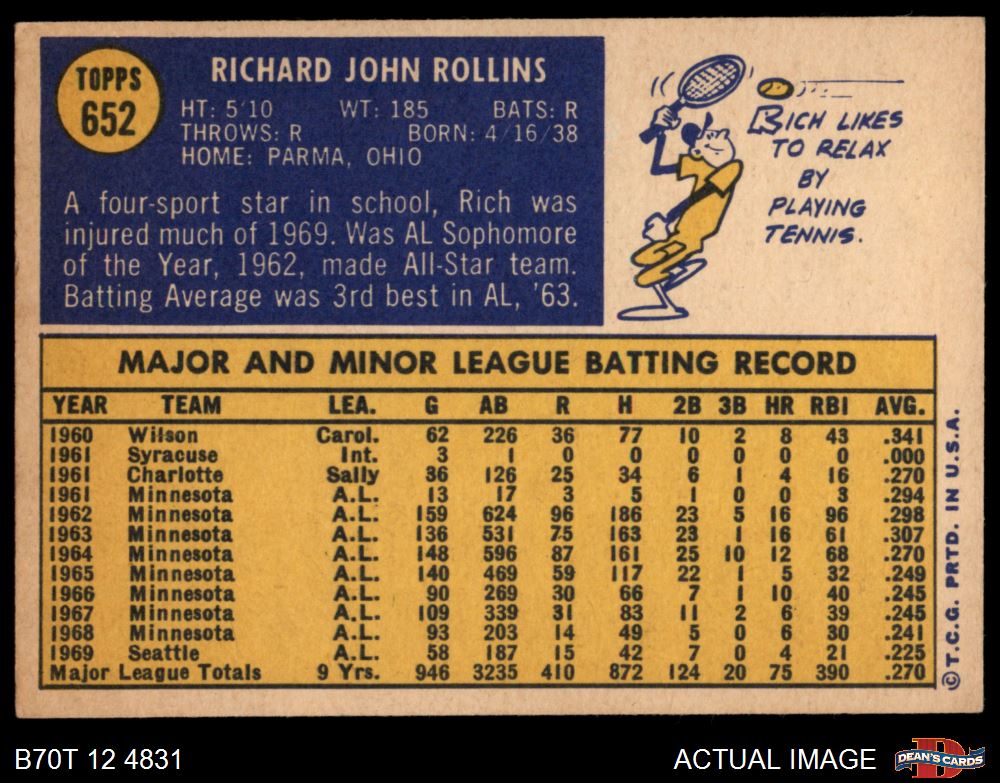 TOPPS
652
RICHARD JOHN ROLLINS
HT: 5'10 WT: 185 BATS: R
THROWS: R BORN: 4/16/38
HOME: PARMA, OHIO
A four-sport star in school, Rich was
injured much of 1969. Was AL Sophomore
of the Year, 1962, made All-Star team.
Batting Average was 3rd best in AL, '63.
RICH LIKES
TO RELAX
BY
PLAYING
TENNIS.
MAJOR AND MINOR LEAGUE BATTING RECORD
YEAR TEAM LEA. G AB R H 2B 3B HR RBI AVG.
1960 Wilson Carol. 62 226 36 77 10 2 8 43 .341
1961 Syracuse Int. 3 1 0 0 0 0 0 0 .000
1961 Charlotte Sally 36 126 25 34 6 1 4 16 .270
1961 Minnesota A.L. 13 17 3 5 1 0 0 3 .294
1962 Minnesota A.L. 159 624 96 186 23 5 16 96 .298
1963 Minnesota A.L. 136 531 75 163 23 1 16 61 .307
1964 Minnesota A.L. 148 596 87 161 25 10 12 68 .270
1965 Minnesota A.L. 140 469 59 117 22 1 5 32 .249
1966 Minnesota A.L. 90 269 30 66 7 1 10 40 .245
1967 Minnesota A.L. 109 339 31 83 11 2 6 39 .245
1968 Minnesota A.L. 93 203 14 49 5 0 6 30 .241
1969 Seattle A.L. 58 187 15 42 7 0 4 21 .225
Major League Totals 9 Yrs. 946 3235 410 872 124 20 75 390 .270
©T.C.G. PRTD. IN U.S.A.
B70T 12 4831
ACTUAL IMAGE
D
DEAN'S CARDS